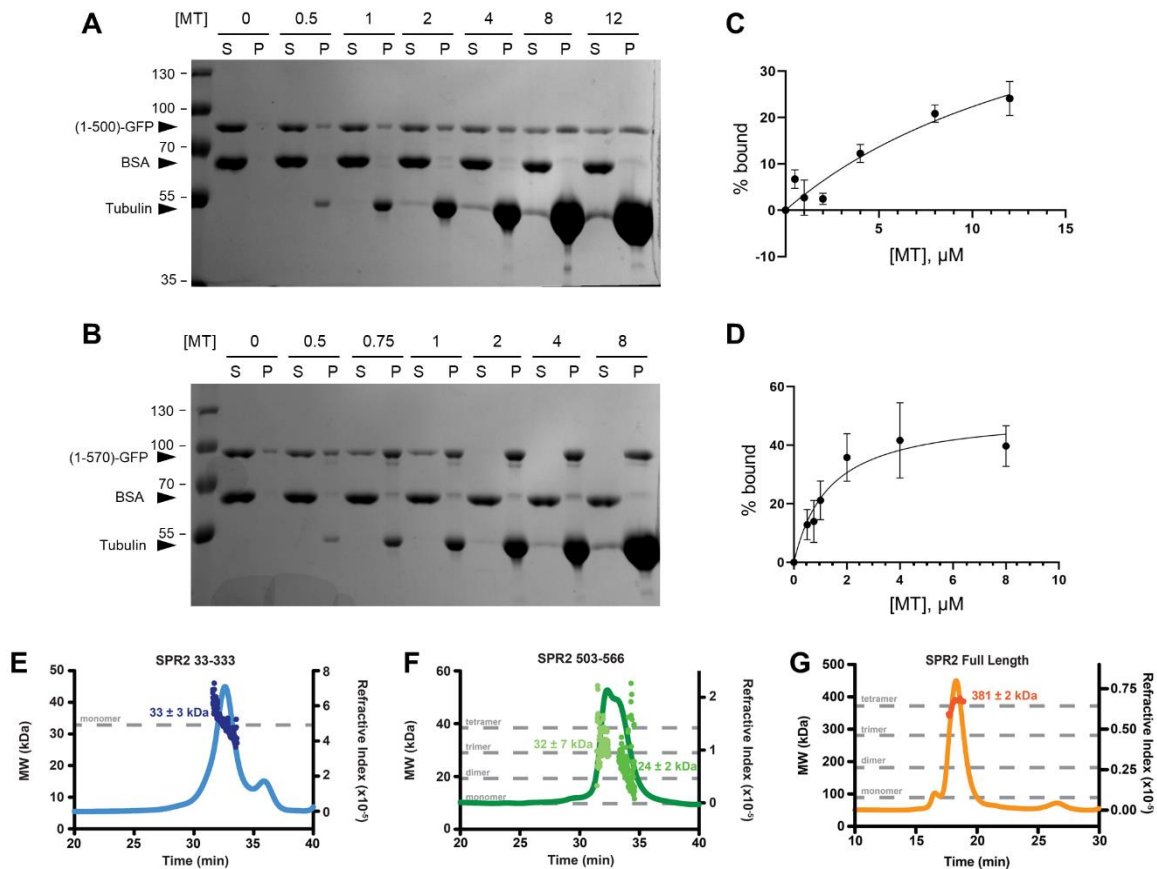 A
[MT] 0 0.5 1 2 4 8 12
S P S P S P S P S P S P S P
130
100
(1-500)-GFP
70
BSA
55
Tubulin
35
C
30
20
10
0
-10
5 10 15
% bound
[MT], µM
B
[MT] 0 0.5 0.75 1 2 4 8
S P S P S P S P S P S P S P
130
100
(1-570)-GFP
70
BSA
55
Tubulin
35
D
60
40
20
0
0 2 4 6 8 10
% bound
[MT], µM
E
SPR2 33-333
50
40
30
20
10
0
MW (kDa)
monomer
33 ± 3 kDa
8
6
4
2
0
Refractive Index (x10⁻⁵)
20 25 30 35 40
Time (min)
F
SPR2 503-566
60
40
20
0
MW (kDa)
tetramer
trimer
dimer
monomer
32 ± 7 kDa
24 ± 2 kDa
2
1
0
Refractive Index (x10⁻⁵)
20 25 30 35 40
Time (min)
G
SPR2 Full Length
500
400
300
200
100
0
MW (kDa)
tetramer
trimer
dimer
monomer
381 ± 2 kDa
0.75
0.50
0.25
0.00
Refractive Index (x10⁻⁵)
10 20 30
Time (min)